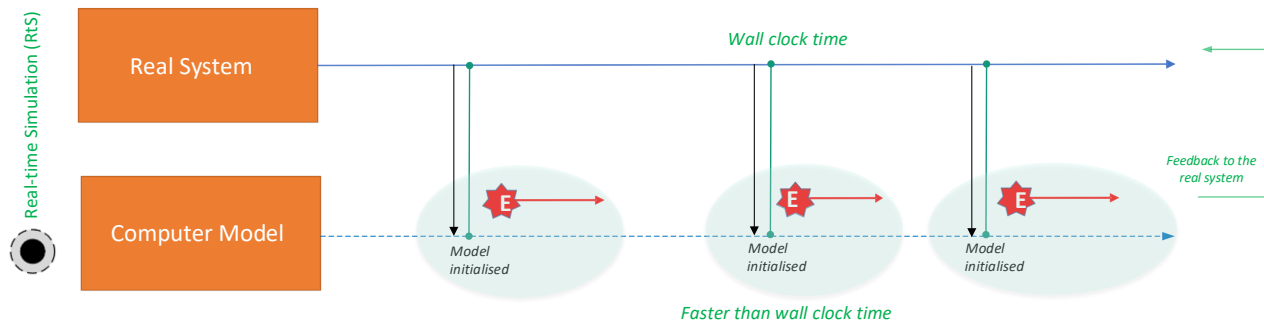 Real-time Simulation (RtS)
Real System
Wall clock time
Feedback to the
real system
Computer Model
E
E
E
Model
initialised
Model
initialised
Model
initialised
Faster than wall clock time